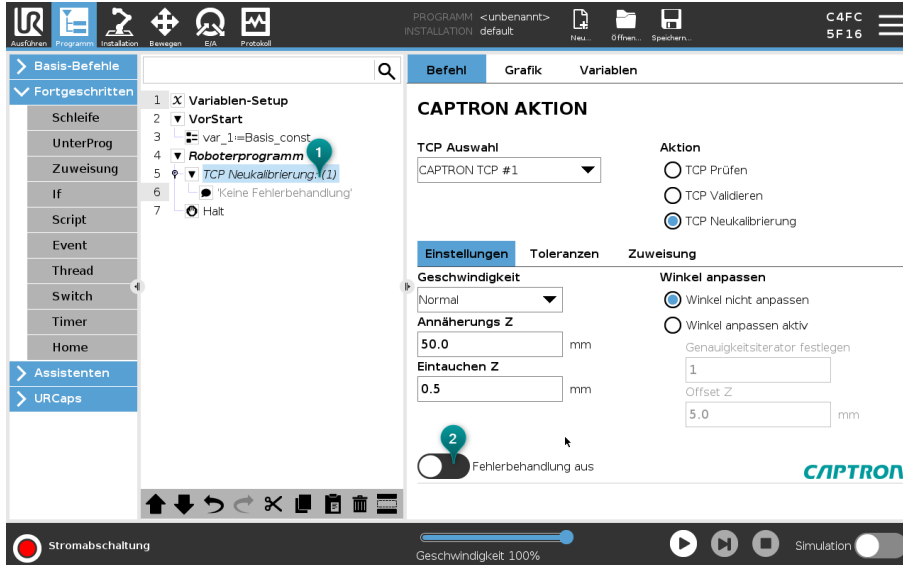 PROGRAMM <unbenannt>
INSTALLATION default
C4FC
5F16
Ausführen Programm Installation Bewegen E/A Protokoll
Neu... Öffnen... Speichern...
Basis-Befehle
Fortgeschritten
Schleife
UnterProg
Zuweisung
If
Script
Event
Thread
Switch
Timer
Home
Assistenten
URCaps
1 X Variablen-Setup
2 VorStart
3 var_1:=Basis_const
4 Roboterprogramm
1
5 TCP Neukalibrierung: (1)
6 'Keine Fehlerbehandlung'
7 Halt
Befehl Grafik Variablen
CAPTRON AKTION
TCP Auswahl
CAPTRON TCP #1
Aktion
TCP Prüfen
TCP Validieren
TCP Neukalibrierung
Einstellungen Toleranzen Zuweisung
Geschwindigkeit
Normal
Annäherungs Z
50.0 mm
Eintauchen Z
0.5 mm
Winkel anpassen
Winkel nicht anpassen
Winkel anpassen aktiv
Genauigkeitsiterator festlegen
1
Offset Z
5.0 mm
2
Fehlerbehandlung aus
CAPTRON
Stromabschaltung
Geschwindigkeit 100%
Simulation